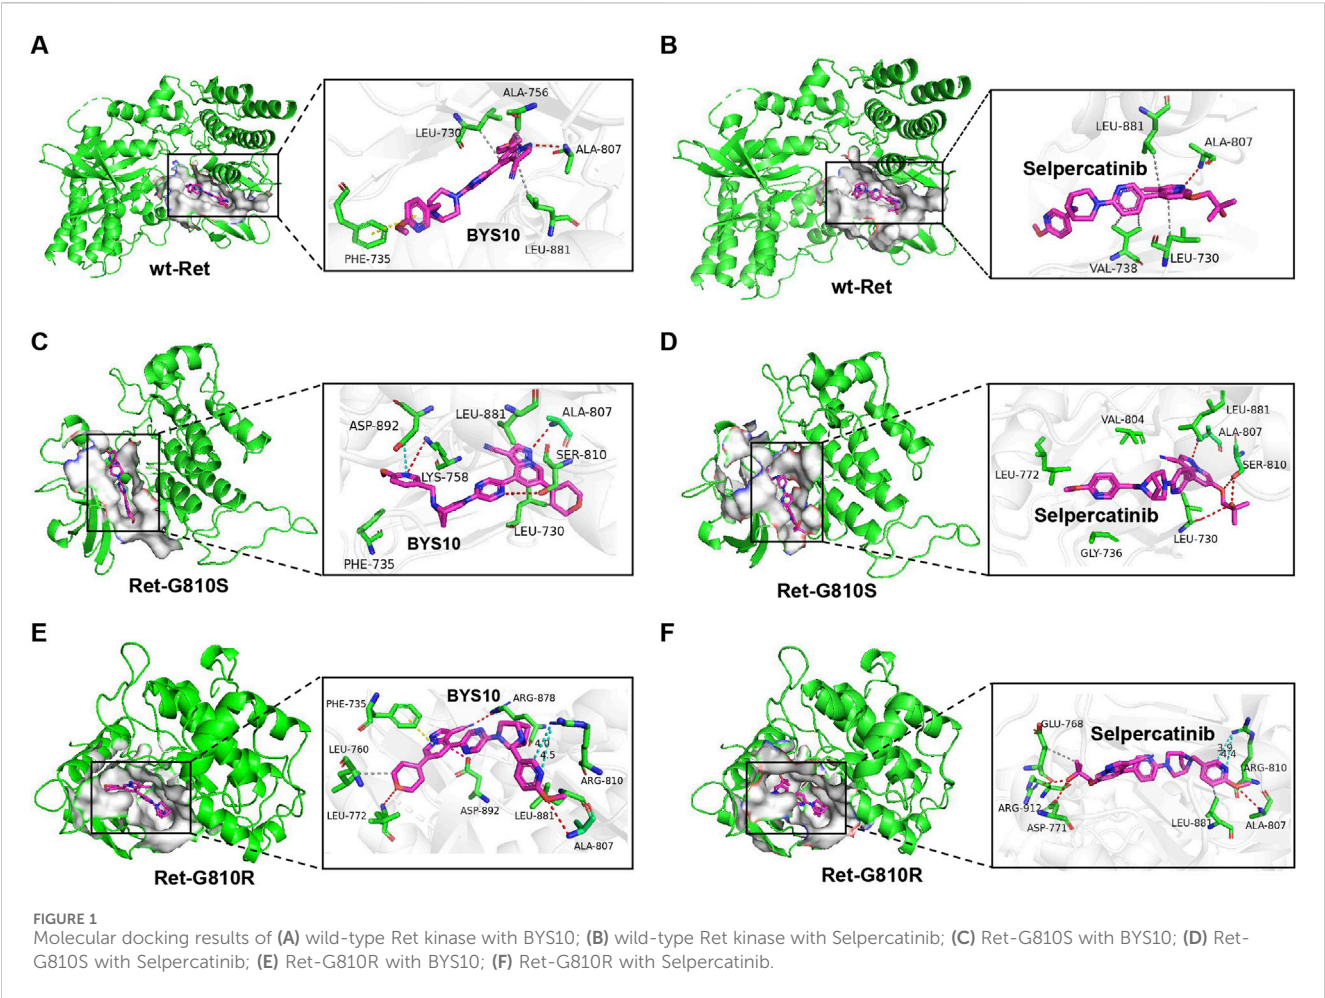 A
ALA-756
LEU-730
ALA-807
BYS10
LEU-881
PHE-735
wt-Ret
B
LEU-881
ALA-807
Selpercatinib
VAL-738
LEU-730
wt-Ret
C
ASP-892
LEU-881
ALA-807
SER-810
LYS-758
LEU-730
BYS10
PHE-735
Ret-G810S
D
VAL-804
LEU-881
ALA-807
SER-810
LEU-772
Selpercatinib
LEU-730
GLY-736
Ret-G810S
E
BYS10
ARG-878
PHE-735
4.0
4.5
LEU-760
ARG-810
ASP-892
LEU-881
LEU-772
ALA-807
Ret-G810R
F
GLU-768
Selpercatinib
3.9
4.4
ARG-810
ARG-912
ASP-771
LEU-881
ALA-807
Ret-G810R
FIGURE 1
Molecular docking results of (A) wild-type Ret kinase with BYS10; (B) wild-type Ret kinase with Selpercatinib; (C) Ret-G810S with BYS10; (D) Ret-
G810S with Selpercatinib; (E) Ret-G810R with BYS10; (F) Ret-G810R with Selpercatinib.